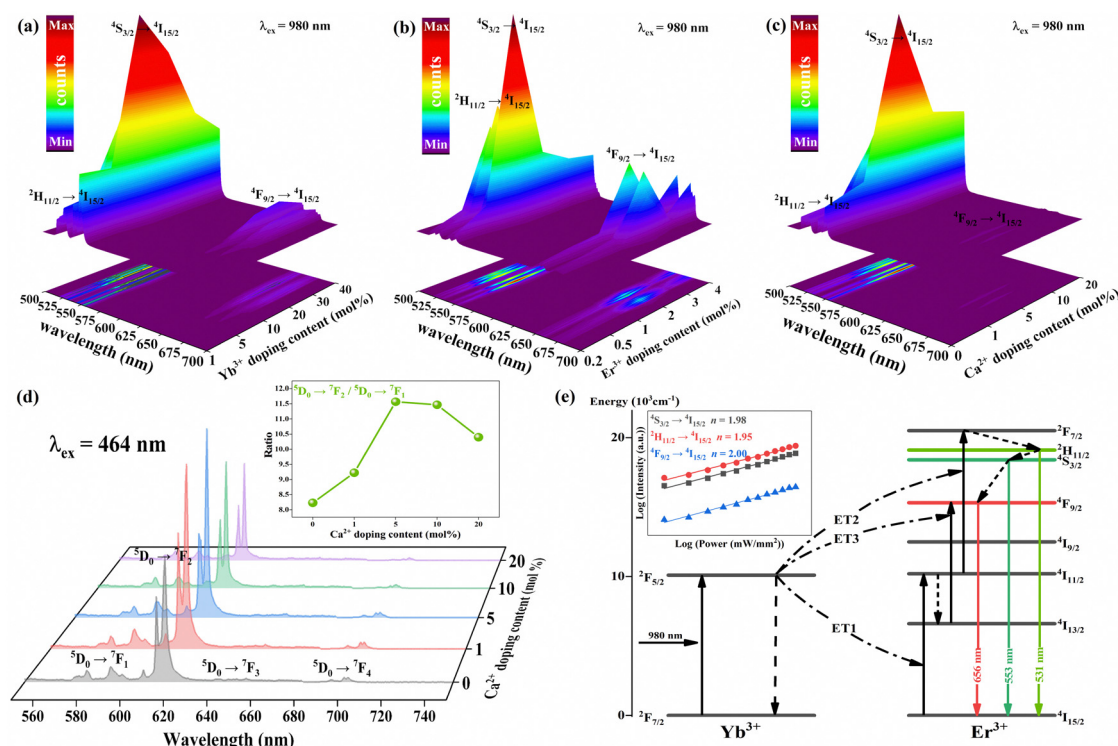 (a)
Max
counts
Min
⁴S₃/₂ → ⁴I₁₅/₂
λex = 980 nm
²H₁₁/₂ → ⁴I₁₅/₂
⁴F₉/₂ → ⁴I₁₅/₂
500 525 550 575 600 625 650 675 700
wavelength (nm)
1 5 10 20 30 40
Yb³⁺ doping content (mol%)
(b)
Max
counts
Min
⁴S₃/₂ → ⁴I₁₅/₂
λex = 980 nm
²H₁₁/₂ → ⁴I₁₅/₂
⁴F₉/₂ → ⁴I₁₅/₂
500 525 550 575 600 625 650 675 700
wavelength (nm)
0.2 0.5 1 2 3 4
Er³⁺ doping content (mol%)
(c)
Max
counts
Min
⁴S₃/₂ → ⁴I₁₅/₂
λex = 980 nm
²H₁₁/₂ → ⁴I₁₅/₂
⁴F₉/₂ → ⁴I₁₅/₂
500 525 550 575 600 625 650 675 700
wavelength (nm)
0 1 5 10 20
Ca²⁺ doping content (mol%)
(d)
λex = 464 nm
⁵D₀ → ⁷F₂ / ⁵D₀ → ⁷F₁
12.0
11.5
11.0
10.5
10.0
9.5
9.0
8.5
8.0
Ratio
0 1 5 10 20
Ca²⁺ doping content (mol%)
⁵D₀ → ⁷F₂
⁵D₀ → ⁷F₁
⁵D₀ → ⁷F₃
⁵D₀ → ⁷F₄
20
10
5
1
0
Ca²⁺ doping content (mol%)
560 580 600 620 640 660 680 700 720 740
Wavelength (nm)
(e)
Energy (10³cm⁻¹)
20
10
0
⁴S₃/₂ → ⁴I₁₅/₂ n = 1.98
²H₁₁/₂ → ⁴I₁₅/₂ n = 1.95
⁴F₉/₂ → ⁴I₁₅/₂ n = 2.00
Log (Intensity (a.u.))
Log (Power (mW/mm²))
²F₅/₂
980 nm
²F₇/₂
Yb³⁺
ET2
ET3
ET1
²F₇/₂
²H₁₁/₂
⁴S₃/₂
⁴F₉/₂
⁴I₉/₂
⁴I₁₁/₂
⁴I₁₃/₂
⁴I₁₅/₂
656 nm
553 nm
531 nm
Er³⁺